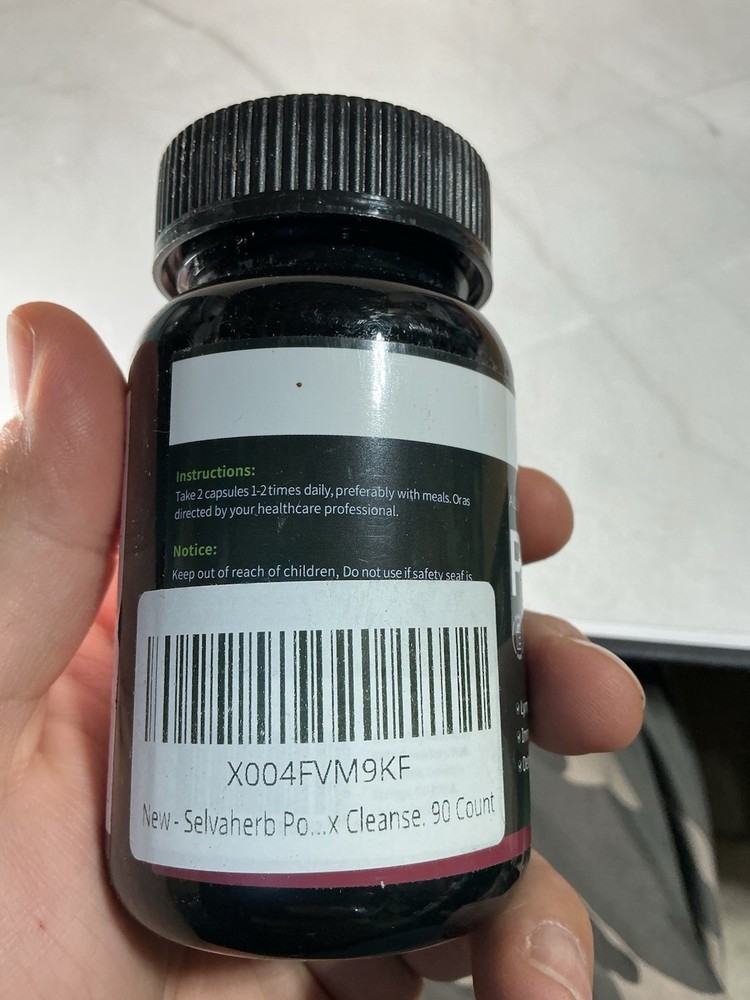 Instructions:
Take 2 capsules 1-2 times daily, preferably with meals. Or as
directed by your healthcare professional.
Notice:
Keep out of reach of children, Do not use if safety seaf is
X004FVM9KF
New - Selvaherb Po...x Cleanse. 90 Count
P